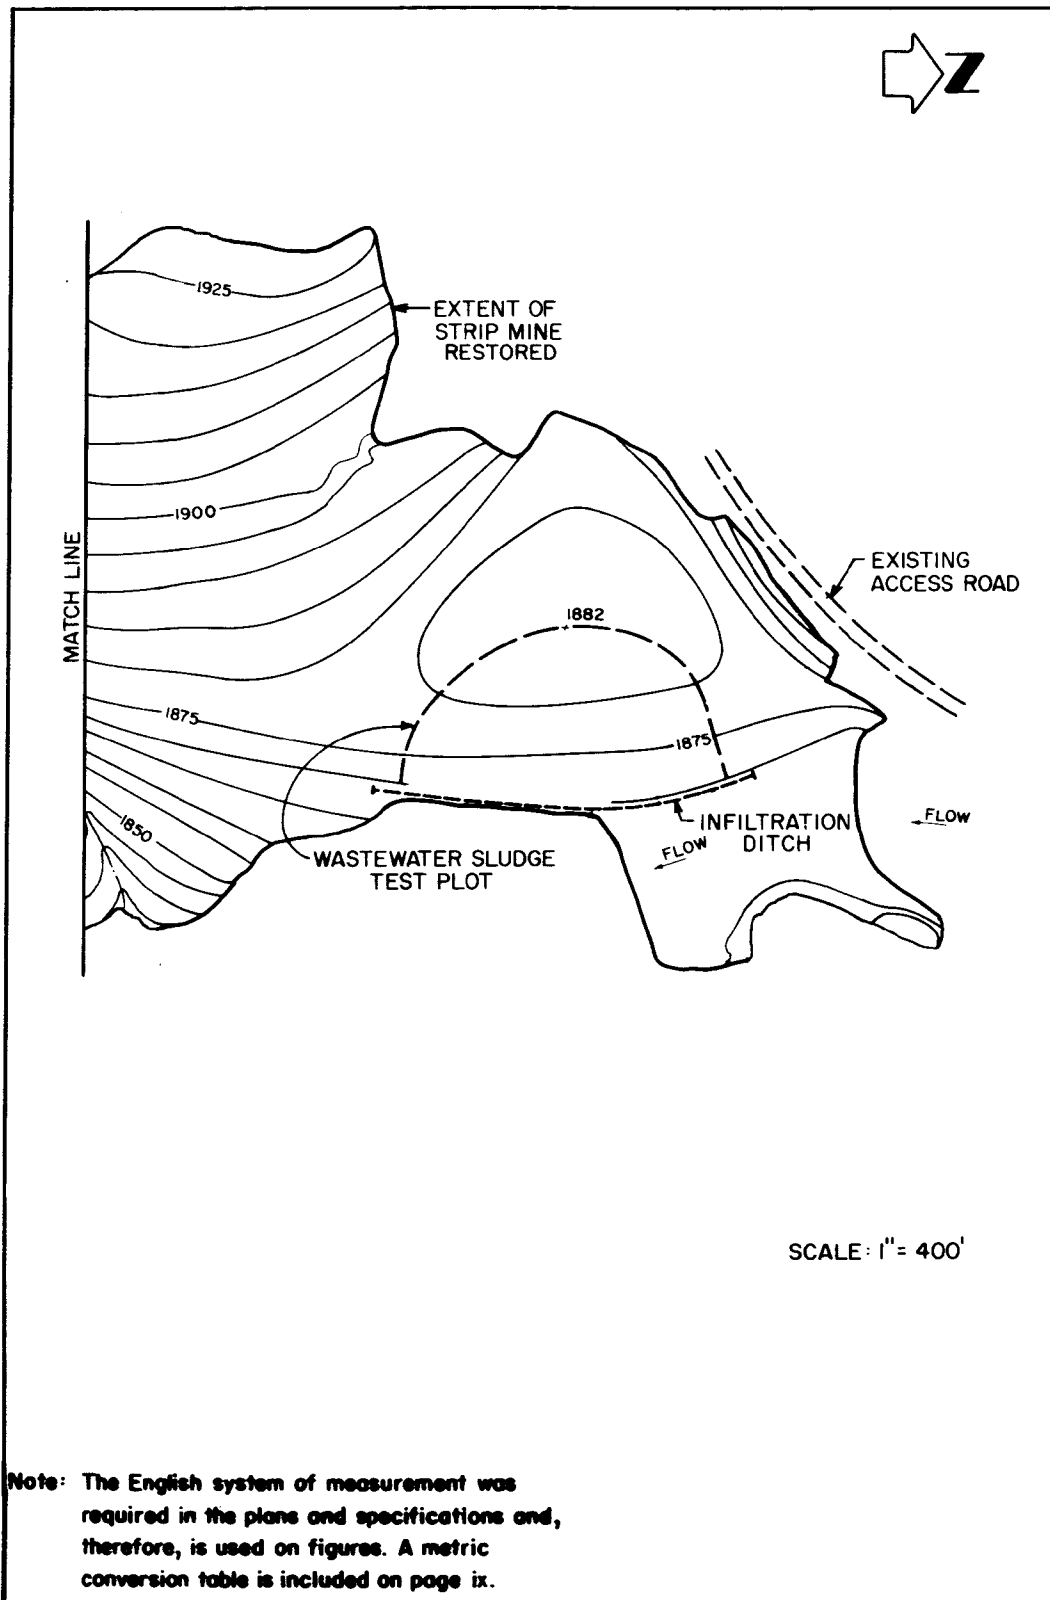 N
1925
EXTENT OF
STRIP MINE
RESTORED
1900
MATCH LINE
EXISTING
ACCESS ROAD
1882
1875
1875
1850
INFILTRATION
DITCH
FLOW
FLOW
WASTEWATER SLUDGE
TEST PLOT
SCALE: 1" = 400'
Note: The English system of measurement was
required in the plans and specifications and,
therefore, is used on figures. A metric
conversion table is included on page ix.